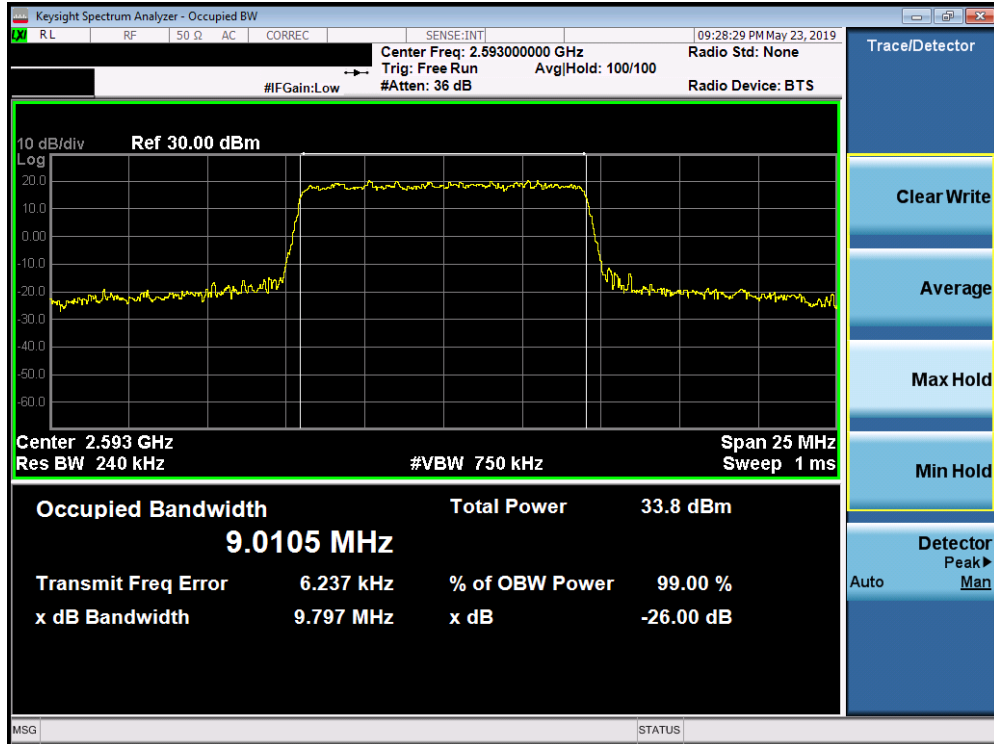 Keysight Spectrum Analyzer - Occupied BW
LXI RL RF 50 Ω AC CORREC SENSE:INT 09:28:29 PM May 23, 2019
Center Freq: 2.593000000 GHz Radio Std: None
Trig: Free Run Avg|Hold: 100/100
#IFGain:Low #Atten: 36 dB Radio Device: BTS
Trace/Detector
10 dB/div Ref 30.00 dBm
Log
20.0
10.0
0.00
-10.0
-20.0
-30.0
-40.0
-50.0
-60.0
Center 2.593 GHz Span 25 MHz
Res BW 240 kHz #VBW 750 kHz Sweep 1 ms
Occupied Bandwidth Total Power 33.8 dBm
9.0105 MHz
Transmit Freq Error 6.237 kHz % of OBW Power 99.00 %
x dB Bandwidth 9.797 MHz x dB -26.00 dB
Clear Write
Average
Max Hold
Min Hold
Detector
Peak▶
Auto Man
MSG STATUS